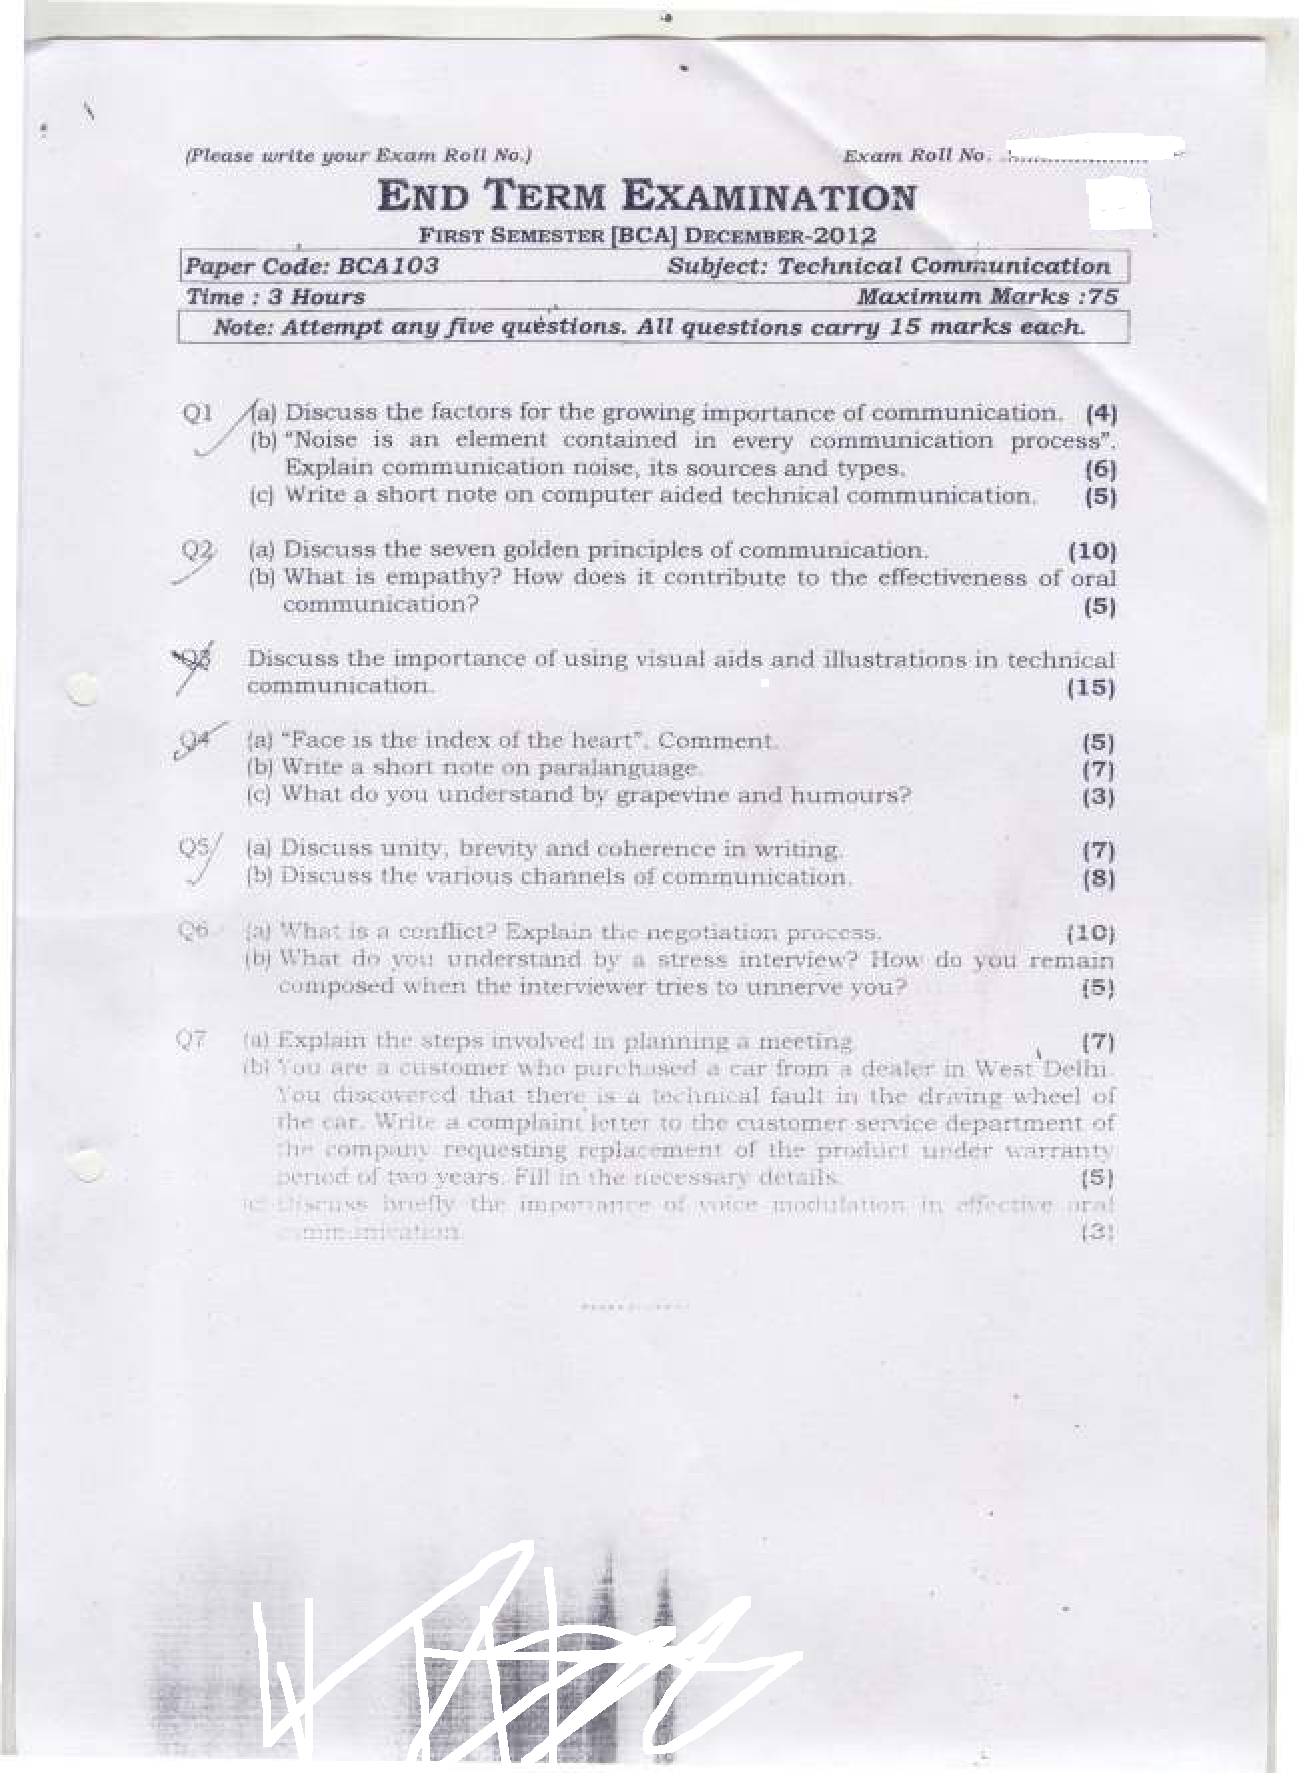 (Please write your Exam Roll No.) Exam Roll No.
END TERM EXAMINATION
FIRST SEMESTER [BCA] DECEMBER-2012
Paper Code: BCA103 Subject: Technical Communication
Time : 3 Hours Maximum Marks :75
Note: Attempt any five questions. All questions carry 15 marks each.
Q1 (a) Discuss the factors for the growing importance of communication. (4)
(b) "Noise is an element contained in every communication process".
Explain communication noise, its sources and types. (6)
(c) Write a short note on computer aided technical communication. (5)
Q2 (a) Discuss the seven golden principles of communication. (10)
(b) What is empathy? How does it contribute to the effectiveness of oral
communication? (5)
Q3 Discuss the importance of using visual aids and illustrations in technical
communication. (15)
Q4 (a) "Face is the index of the heart". Comment. (5)
(b) Write a short note on paralanguage. (7)
(c) What do you understand by grapevine and humours? (3)
Q5 (a) Discuss unity, brevity and coherence in writing. (7)
(b) Discuss the various channels of communication. (8)
Q6 (a) What is a conflict? Explain the negotiation process. (10)
(b) What do you understand by a stress interview? How do you remain
composed when the interviewer tries to unnerve you? (5)
Q7 (a) Explain the steps involved in planning a meeting. (7)
(b) You are a customer who purchased a car from a dealer in West Delhi.
You discovered that there is a technical fault in the driving wheel of
the car. Write a complaint letter to the customer service department of
the company requesting replacement of the product under warranty
period of two years. Fill in the necessary details. (5)
(c) Discuss briefly the importance of voice modulation in effective oral
communication. (3)